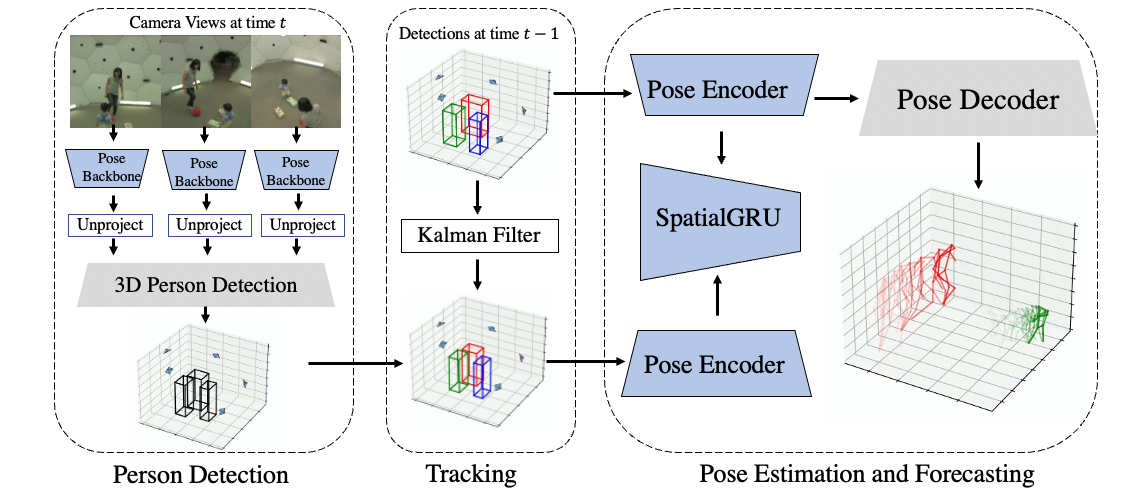 Camera Views at time t
Pose
Backbone
Pose
Backbone
Pose
Backbone
Unproject
Unproject
Unproject
3D Person Detection
Person Detection
Detections at time t − 1
Kalman Filter
Tracking
Pose Encoder
Pose Decoder
SpatialGRU
Pose Encoder
Pose Estimation and Forecasting